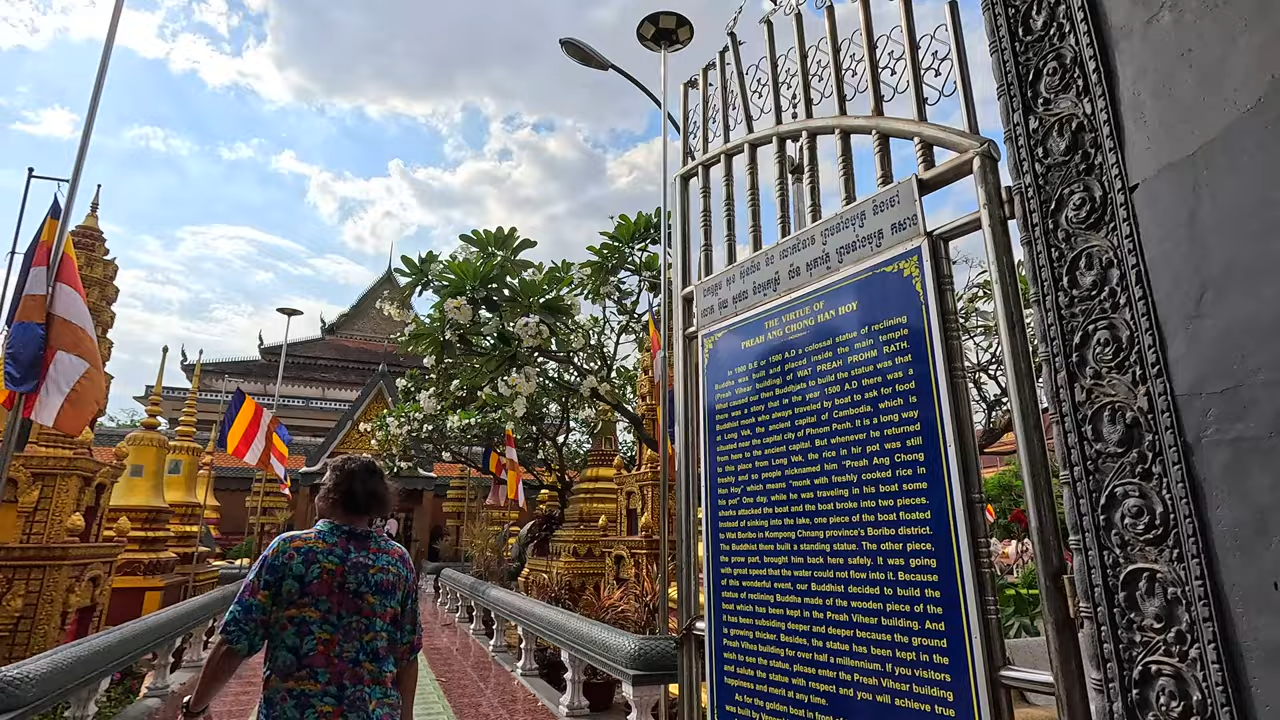 THE VIRTUE OF
PREAH ANG CHONG HAN HOY
In 1900 B.E or 1500 A.D a colossal statue of reclining
Buddha was built and placed inside the main temple
(Preah Vihear building) of WAT PREAH PROHM RATH.
What caused our then Buddhists to build the statue was that
there was a story that in the year 1500 A.D there was a
Buddhist monk who always traveled by boat to ask for food
at Long Vek, the ancient capital of Cambodia, which is
situated near the capital city of Phnom Penh. It is a long way
from here to the ancient capital. But whenever he returned
to this place from Long Vek, the rice in hir pot was still
freshly and so people nicknamed him "Preah Ang Chong
Han Hoy" which means "monk with freshly cooked rice in
his pot" One day, while he was traveling in his boat some
sharks attacked the boat and the boat broke into two pieces.
Instead of sinking into the lake, one piece of the boat floated
to Wat Boribo in Kompong Chnang province's Boribo district.
The Buddhist there built a standing statue. The other piece,
the prow part, brought him back here safely. It was going
with great speed that the water could not flow into it. Because
of this wonderful event, our Buddhist decided to build the
statue of reclining Buddha made of the wooden piece of the
boat which has been kept in the Preah Vihear building. And
it has been subsiding deeper and deeper because the ground
is growing thicker. Besides, the statue has been kept in the
Preah Vihea building for over half a millennium. If you visitors
wish to see the statue, please enter the Preah Vihear building
and salute the statue with respect and you will achieve true
happiness and merit at any time.
As for the golden boat in front of
was built by